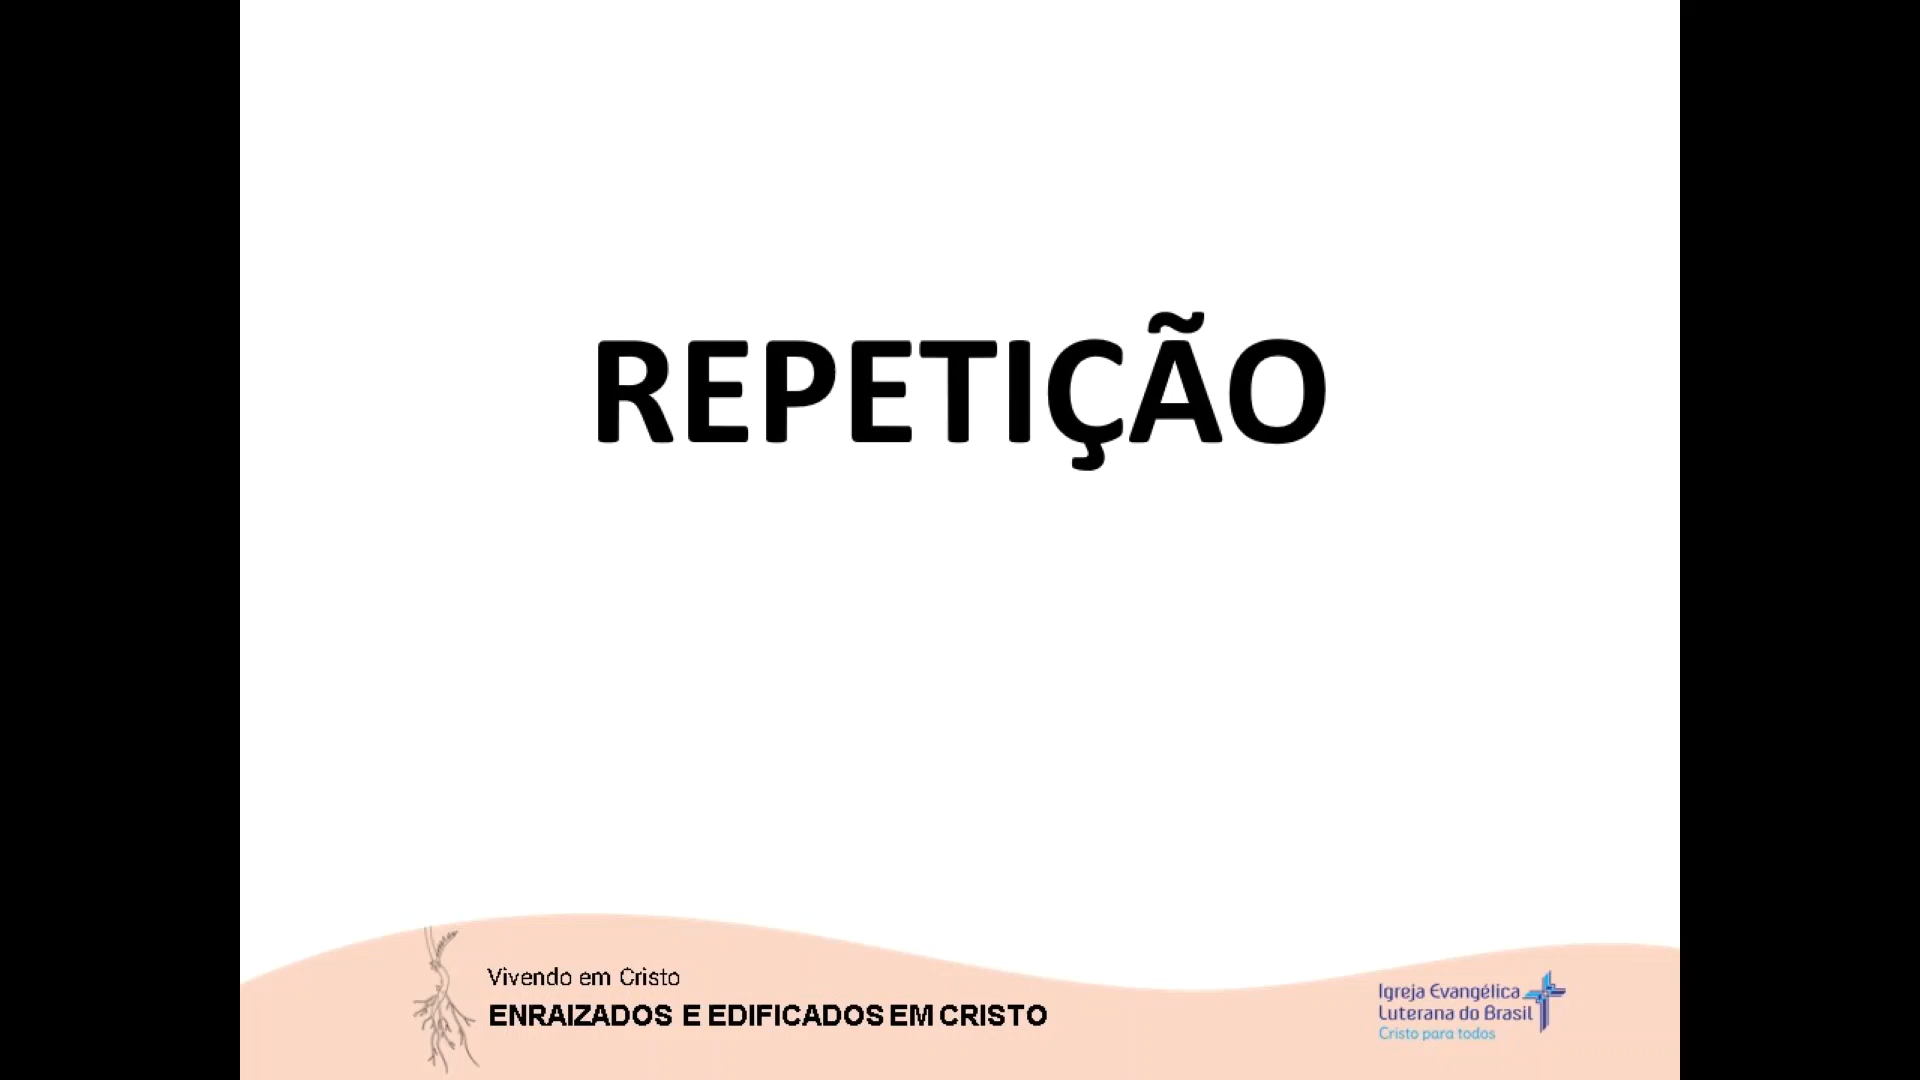 REPETIÇÃO
Vivendo em Cristo
ENRAIZADOS E EDIFICADOS EM CRISTO
Igreja Evangélica
Luterana do Brasil
Cristo para todos